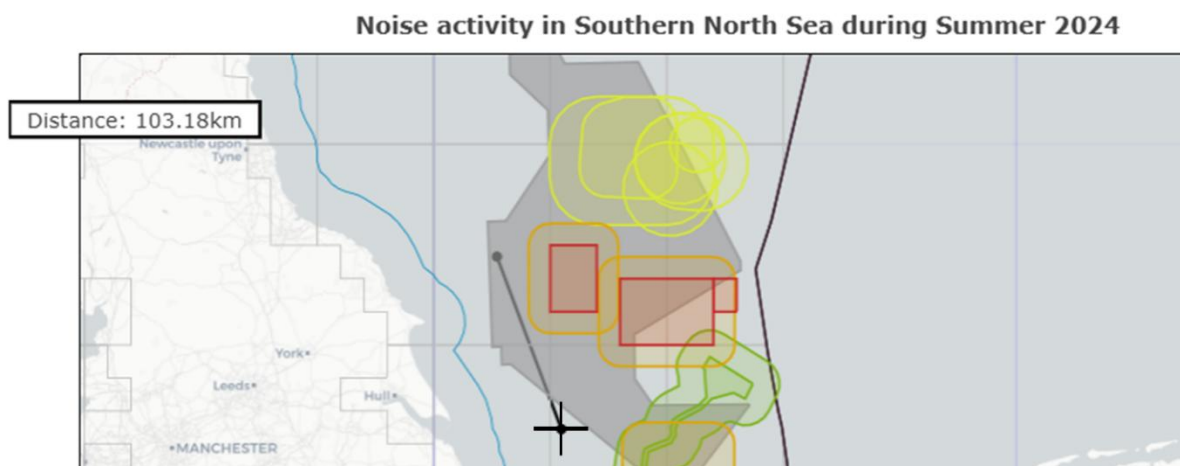 Noise activity in Southern North Sea during Summer 2024
Distance: 103.18km
Newcastle upon
Tyne
York
Leeds
Hull
MANCHESTER